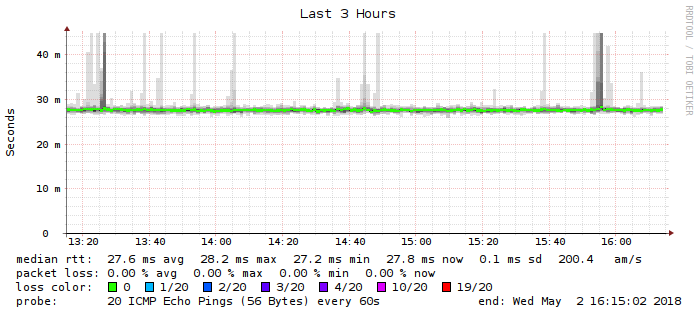 Last 3 Hours
RRDTOOL / TOBI OETIKER
Seconds
40 m
30 m
20 m
10 m
0
13:20 13:40 14:00 14:20 14:40 15:00 15:20 15:40 16:00
median rtt: 27.6 ms avg 28.2 ms max 27.2 ms min 27.8 ms now 0.1 ms sd 200.4 am/s
packet loss: 0.00 % avg 0.00 % max 0.00 % min 0.00 % now
loss color: 0 1/20 2/20 3/20 4/20 10/20 19/20
probe: 20 ICMP Echo Pings (56 Bytes) every 60s end: Wed May 2 16:15:02 2018